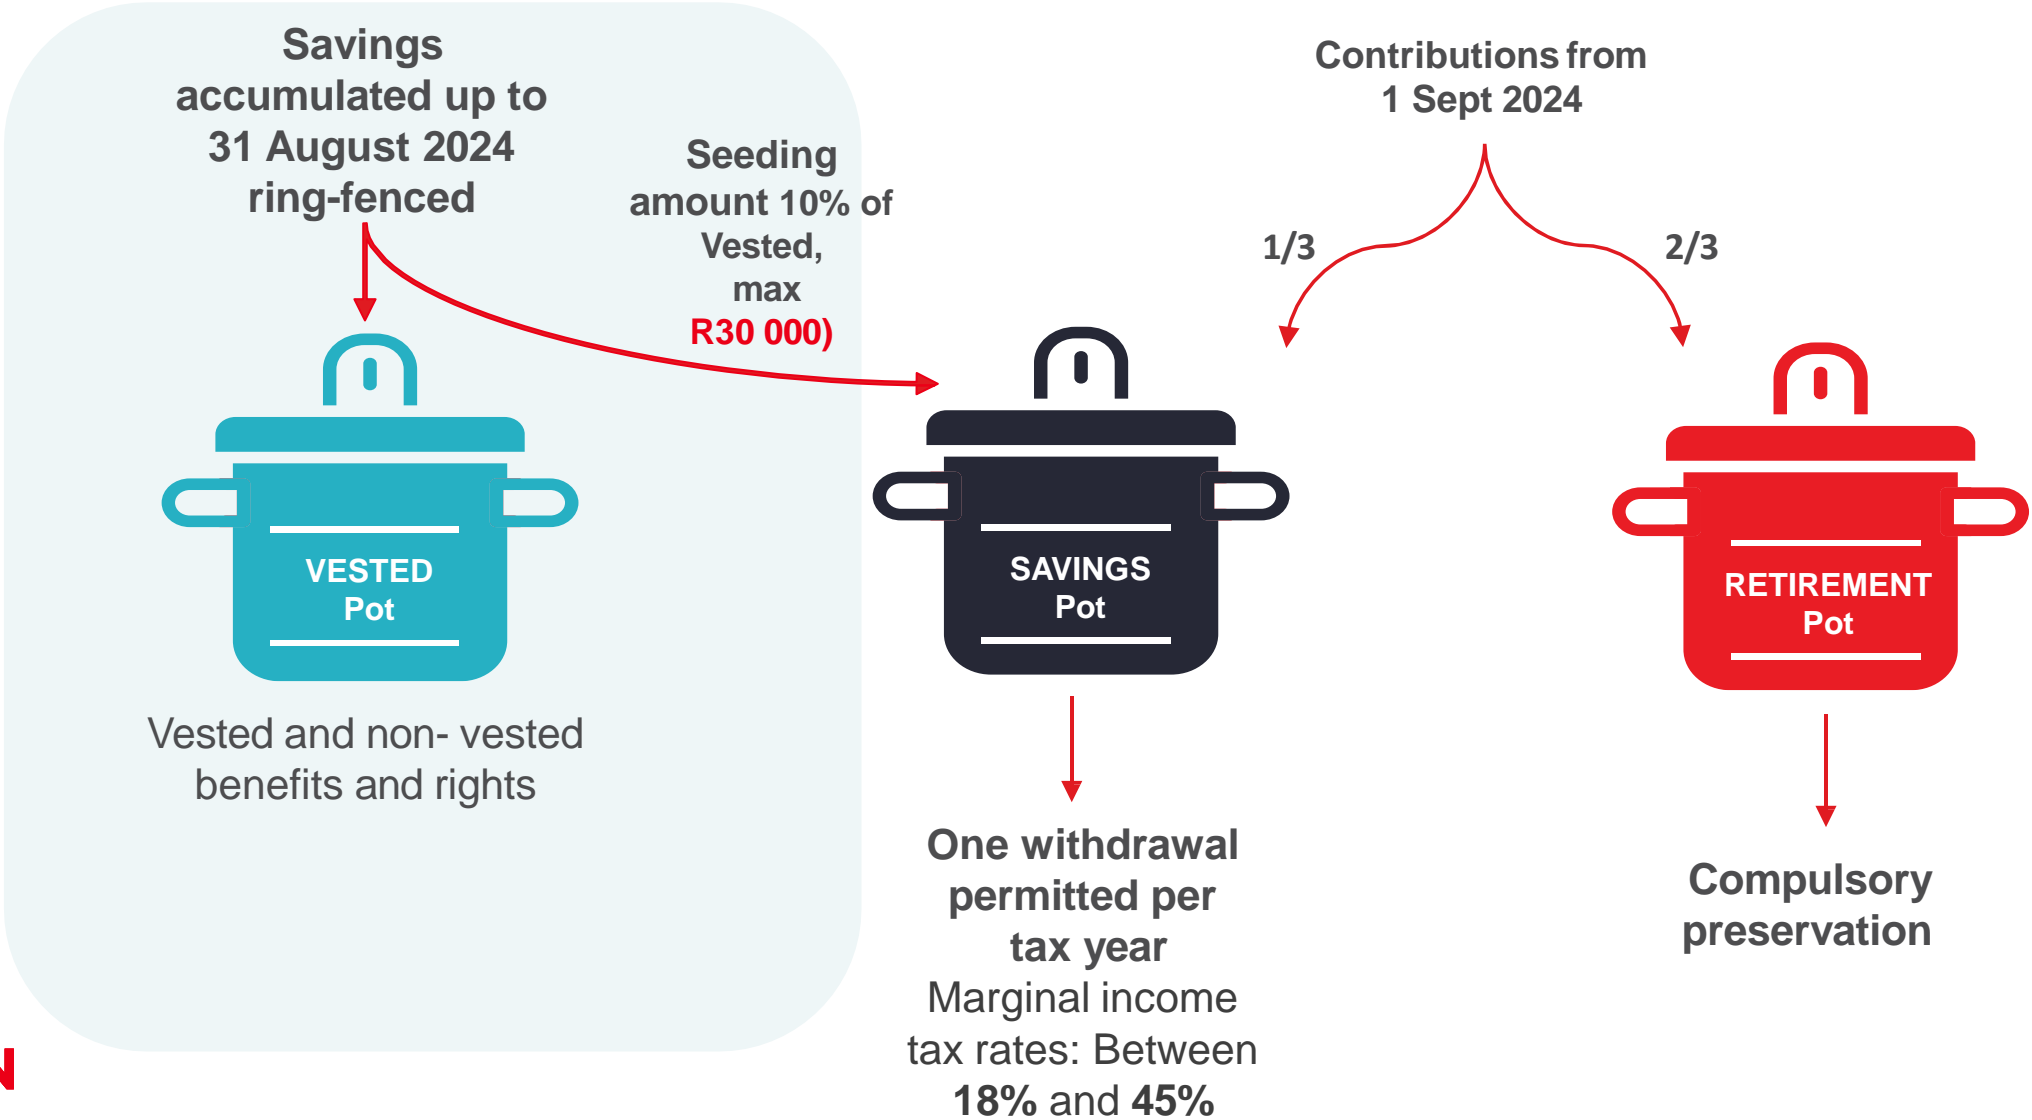 Savings
accumulated up to
31 August 2024
ring-fenced
Seeding
amount 10% of
Vested,
max
R30 000)
Contributions from
1 Sept 2024
1/3
2/3
VESTED
Pot
SAVINGS
Pot
RETIREMENT
Pot
Vested and non- vested
benefits and rights
One withdrawal
permitted per
tax year
Marginal income
tax rates: Between
18% and 45%
Compulsory
preservation